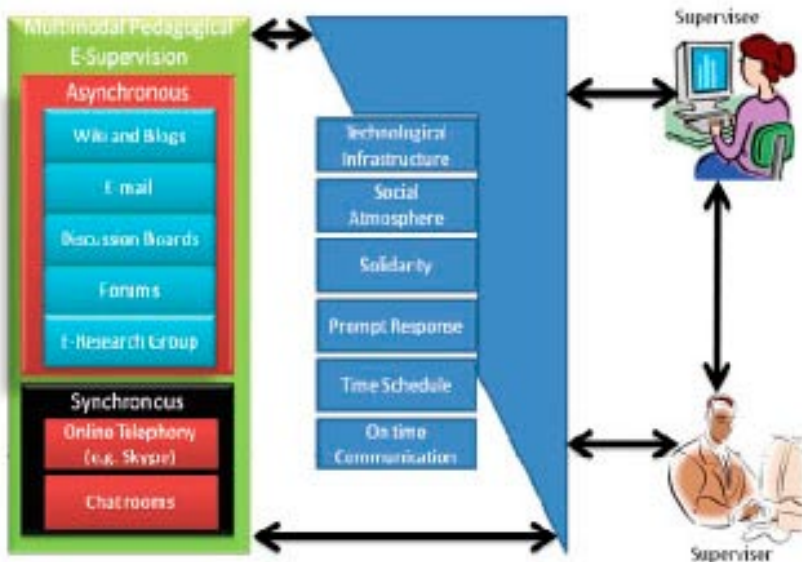 Multimodal Pedagogical
E-Supervision
Asynchronous
Wiki and Blogs
E-mail
Discussion Boards
Forums
E-Research Group
Synchronous
Online Telephony
(e.g. Skype)
Chatrooms
Technological
Infrastructure
Social
Atmosphere
Solidarity
Prompt Response
Time Schedule
On time
Communication
Supervisee
Superviser